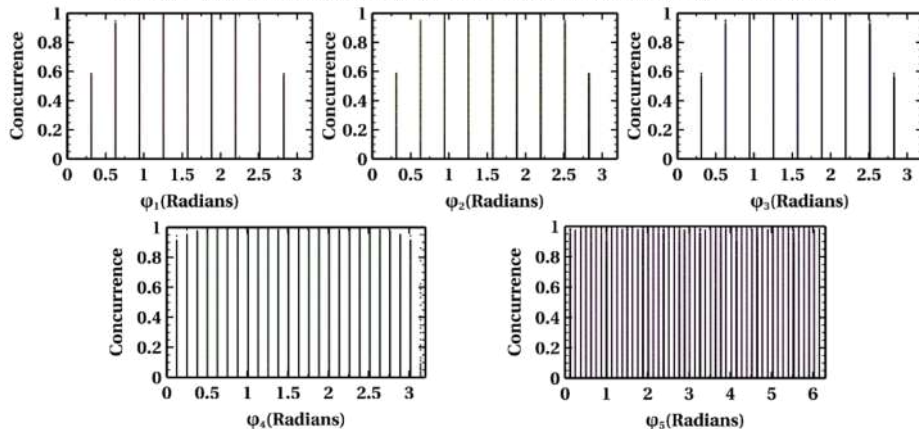 1 1 1
0.8 0.8 0.8
0.6 0.6 0.6
0.4 0.4 0.4
0.2 0.2 0.2
0 0 0
Concurrence Concurrence Concurrence
0 0.5 1 1.5 2 2.5 3 0 0.5 1 1.5 2 2.5 3 0 0.5 1 1.5 2 2.5 3
φ₁(Radians) φ₂(Radians) φ₃(Radians)
1 1
0.8 0.8
0.6 0.6
0.4 0.4
0.2 0.2
0 0
Concurrence Concurrence
0 0.5 1 1.5 2 2.5 3 0 1 2 3 4 5 6
φ₄(Radians) φ₅(Radians)